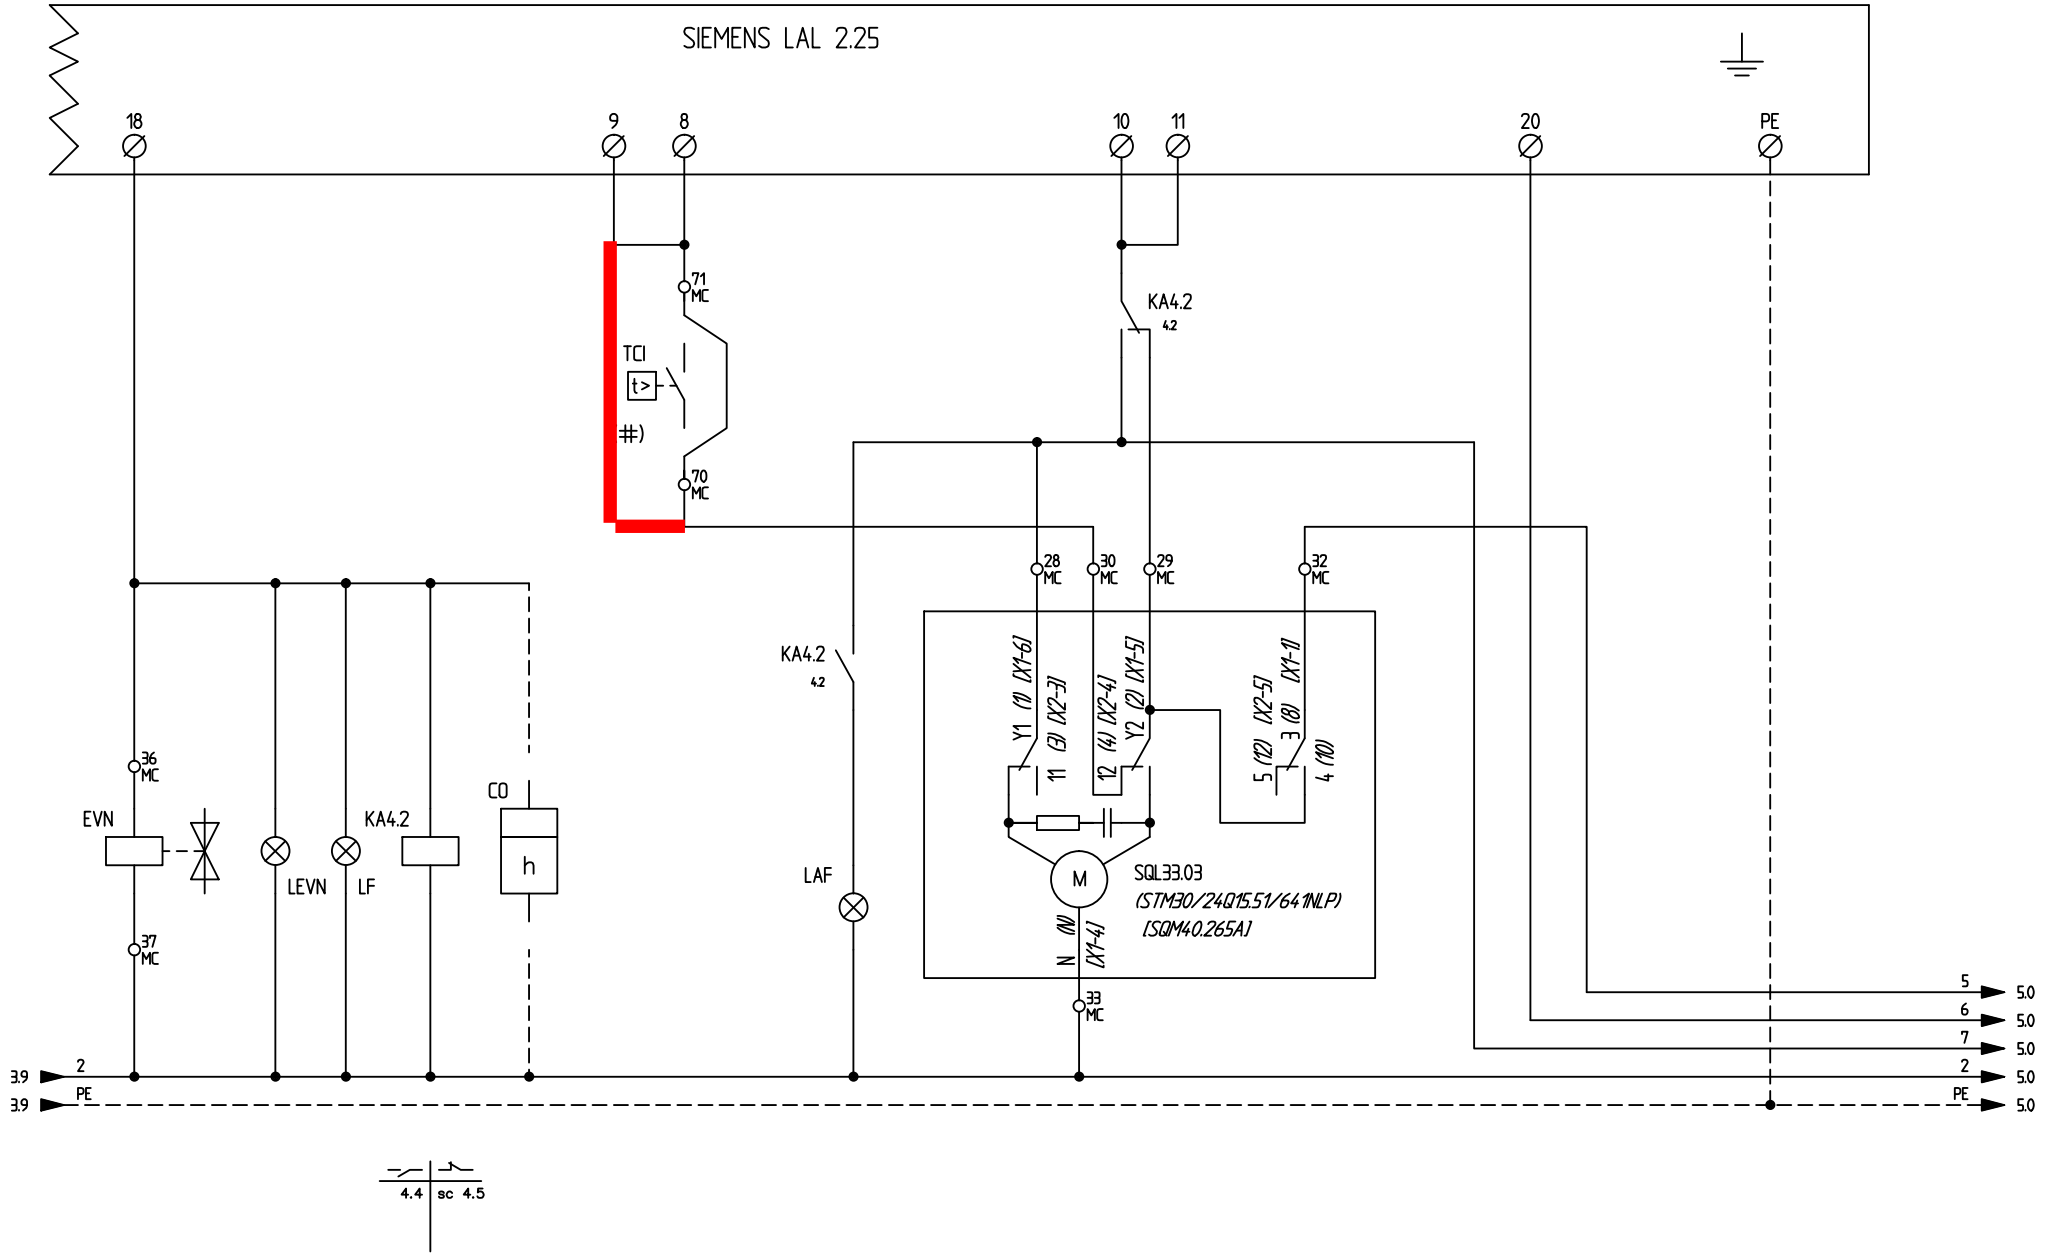 SIEMENS LAL 2.25
18
9
8
10
11
20
PE
71
MC
KA4.2
4.2
TCI
t>
#)
70
MC
28
MC
30
MC
29
MC
32
MC
Y1 (1) [X1-6]
11 (3) [X2-3]
12 (4) [X2-4]
Y2 (2) [X1-5]
5 (12) [X2-5]
3 (8) [X1-1]
4 (10)
KA4.2
4.2
36
MC
CO
h
EVN
KA4.2
LEVN
LF
LAF
M
SQL33.03
(STM30/24Q15.51/641NLP)
[SQM40.265A]
N (N)
[X1-4]
37
MC
33
MC
5
5.0
6
5.0
7
5.0
3.9
2
2
5.0
3.9
PE
PE
5.0
4.4
sc 4.5